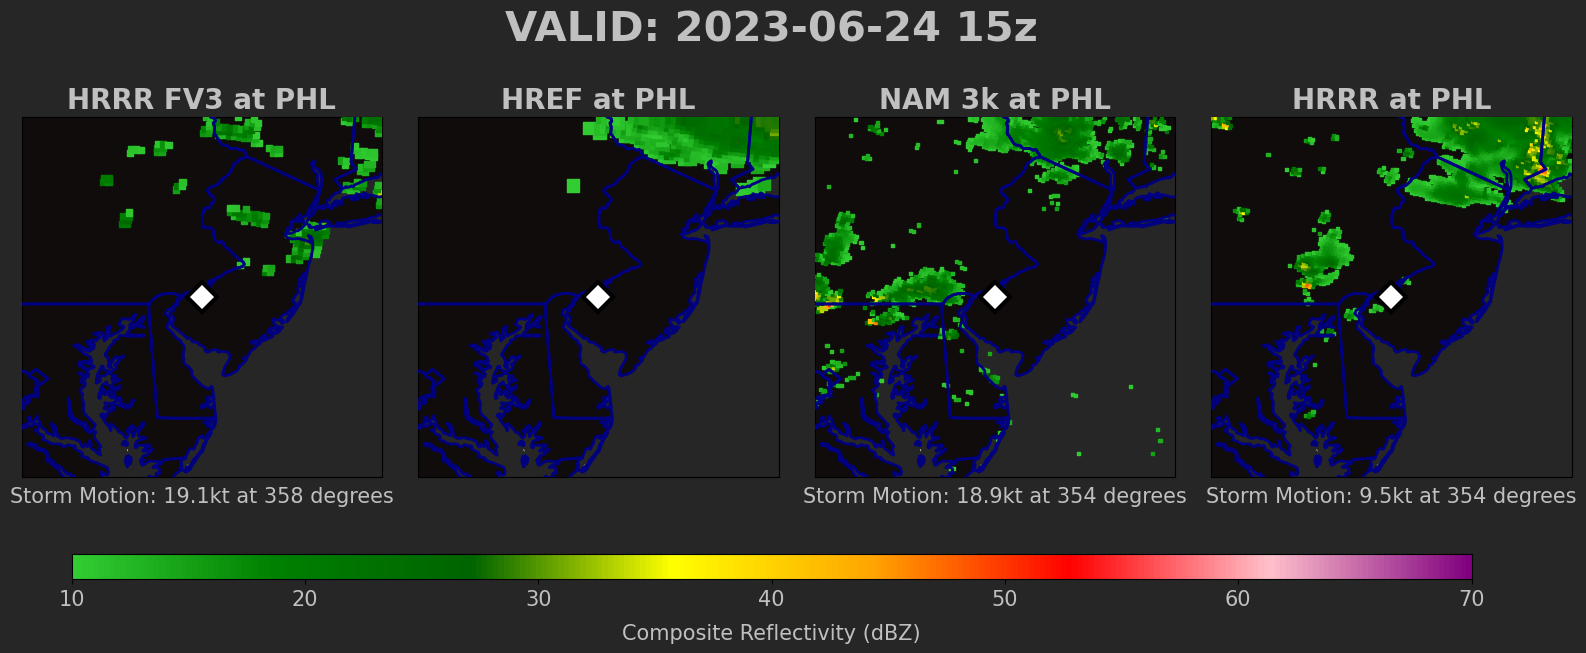 VALID: 2023-06-24 15z
HRRR FV3 at PHL
HREF at PHL
NAM 3k at PHL
HRRR at PHL
Storm Motion: 19.1kt at 358 degrees
Storm Motion: 18.9kt at 354 degrees
Storm Motion: 9.5kt at 354 degrees
10 20 30 40 50 60 70
Composite Reflectivity (dBZ)